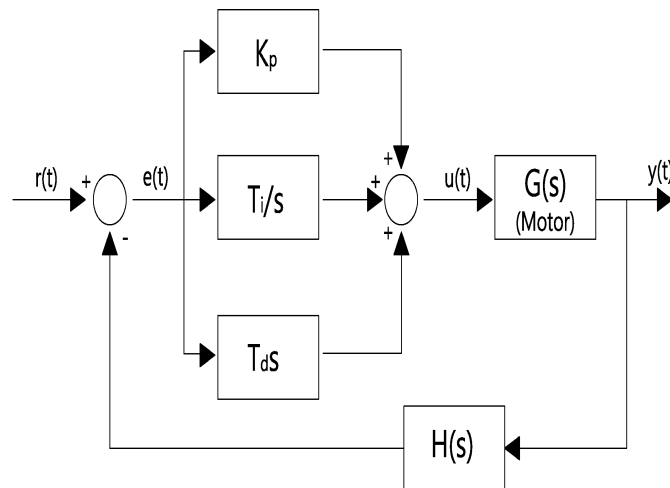 Kp
r(t)
+
e(t)
Ti/s
+
+
+
u(t)
G(s)
(Motor)
y(t)
-
Tds
H(s)